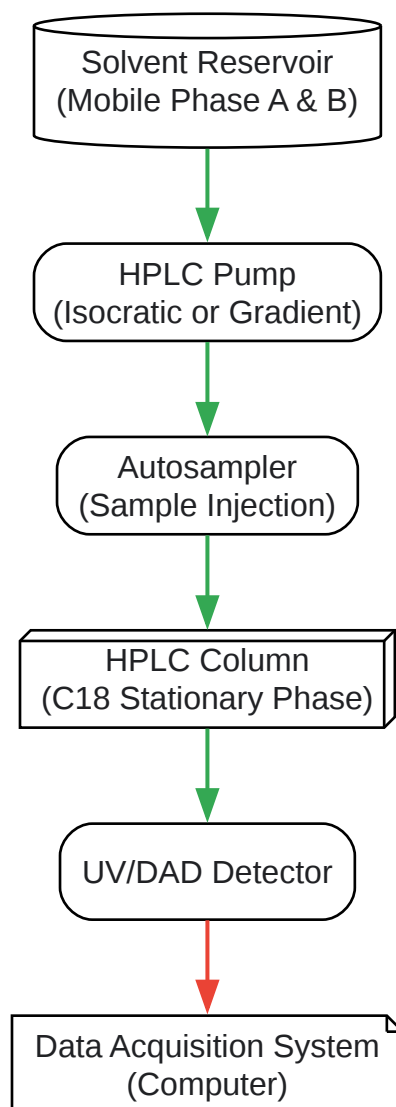 Solvent Reservoir
(Mobile Phase A & B)
HPLC Pump
(Isocratic or Gradient)
Autosampler
(Sample Injection)
HPLC Column
(C18 Stationary Phase)
UV/DAD Detector
Data Acquisition System
(Computer)